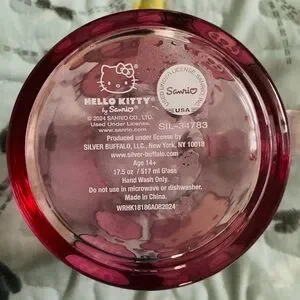 HELLO KITTY
by Sanrio
© 2024 SANRIO CO., LTD.
Used Under License.
www.sanrio.com
Sanrio
USA
SIL-34783
Produced under license by
SILVER BUFFALO, LLC. New York, NY 10018
www.silver-buffalo.com
Age 14+
17.5 oz / 517 ml Glass
Hand Wash Only.
Do not use in microwave or dishwasher.
Made in China.
WRHK1818GA082024